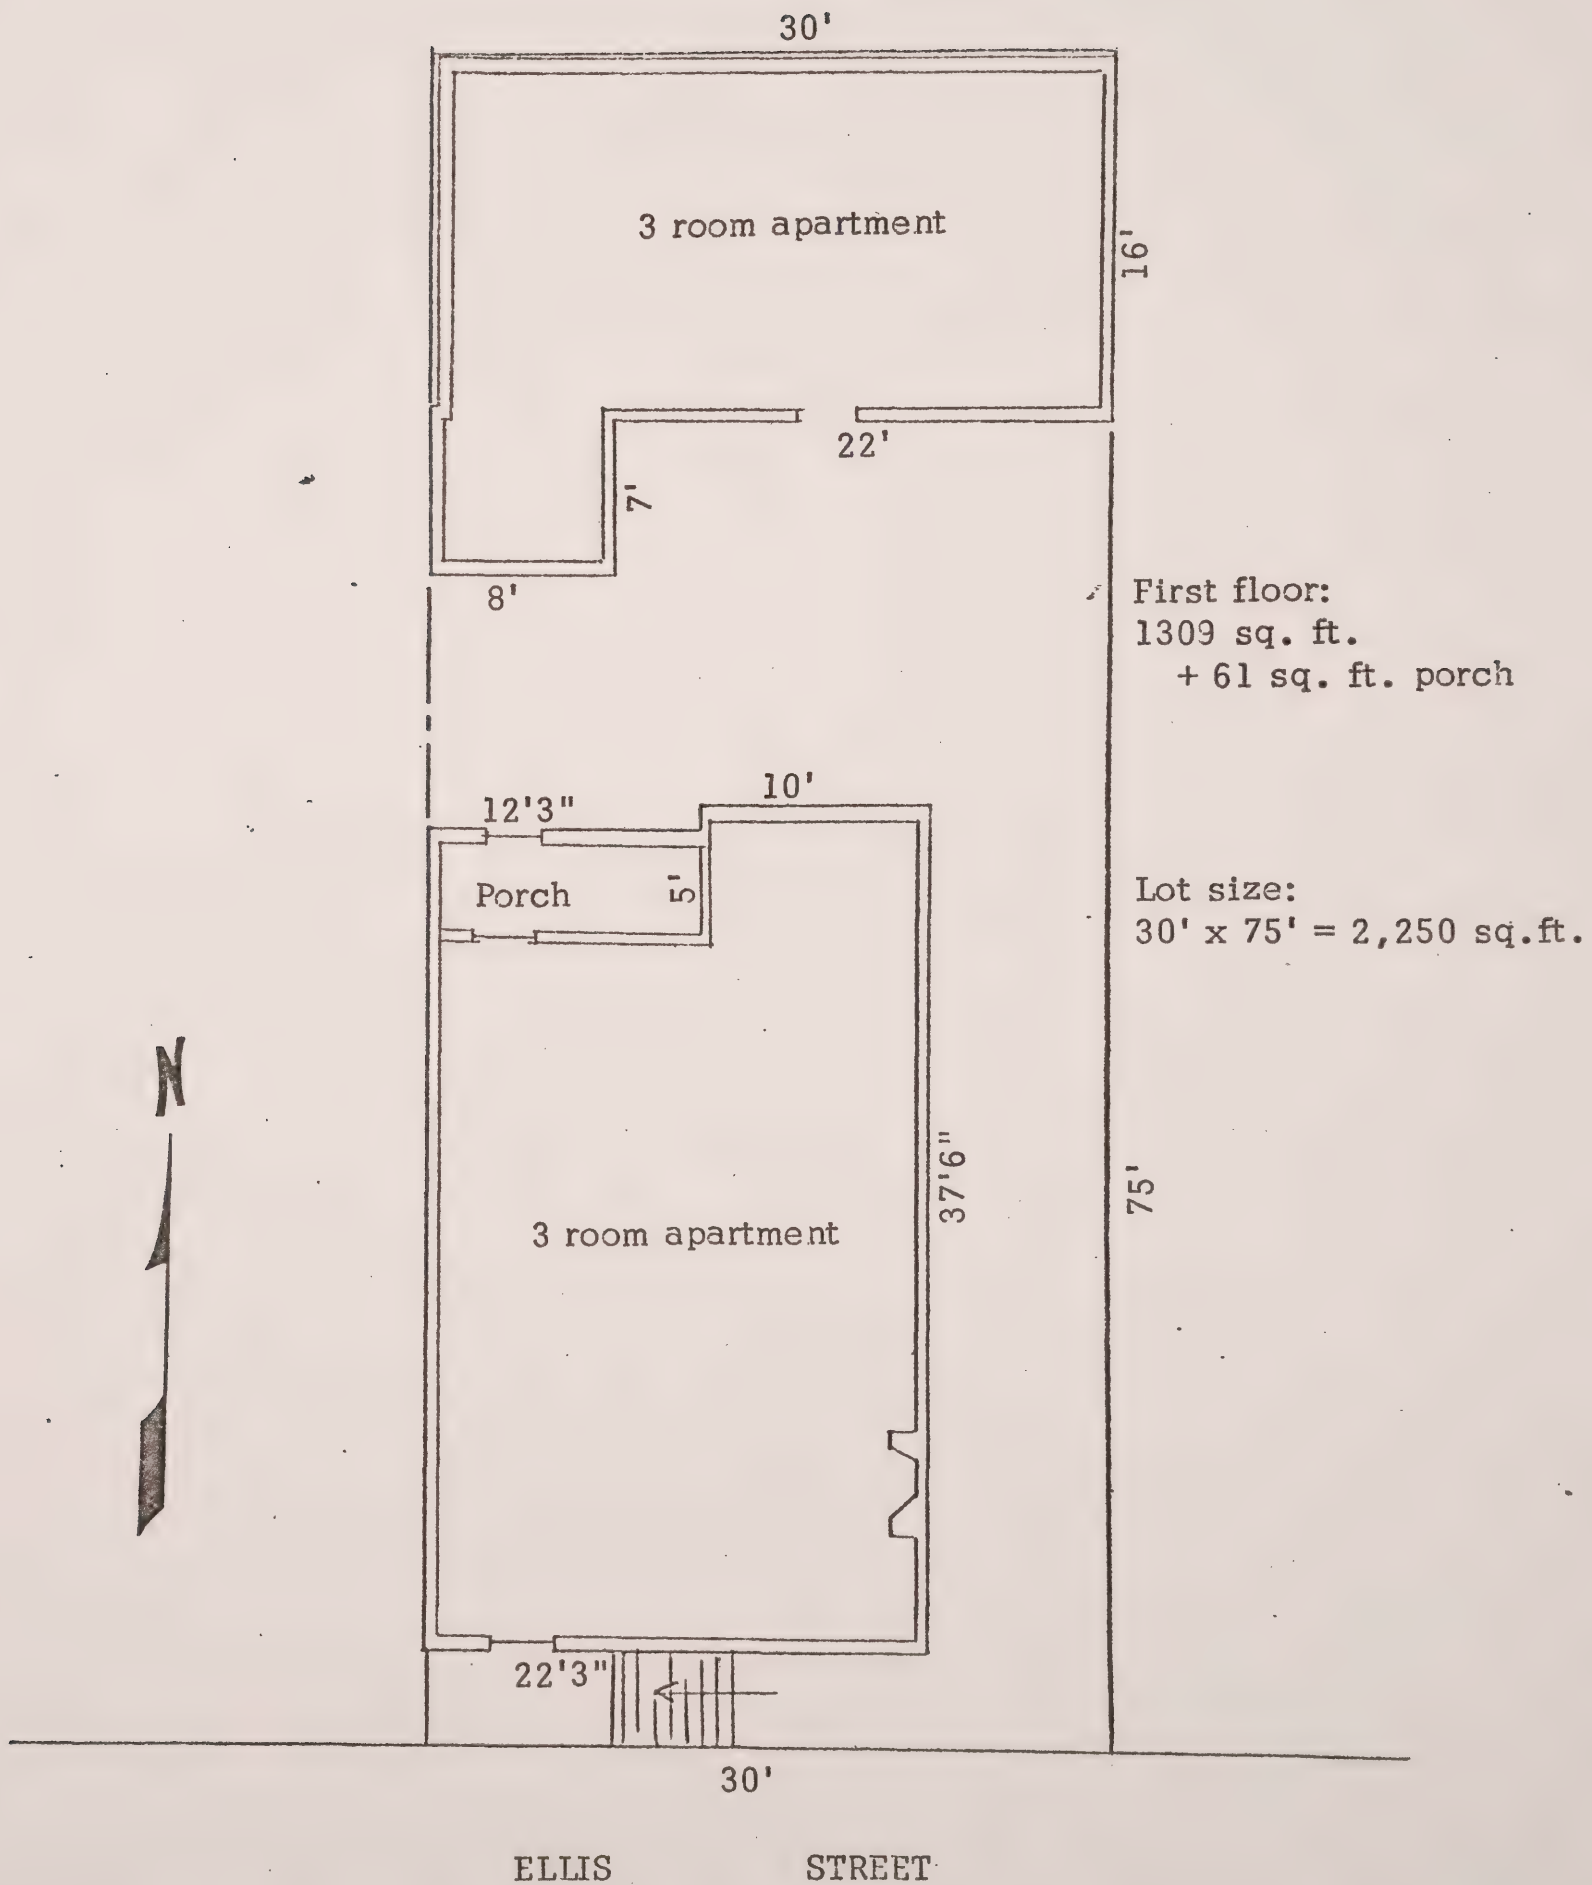 30'
3 room apartment
16'
22'
7'
8'
First floor:
1309 sq. ft.
+ 61 sq. ft. porch
10'
12'3"
Porch
5'
Lot size:
30' x 75' = 2,250 sq.ft.
N
37'6"
75'
3 room apartment
22'3"
30'
ELLIS STREET